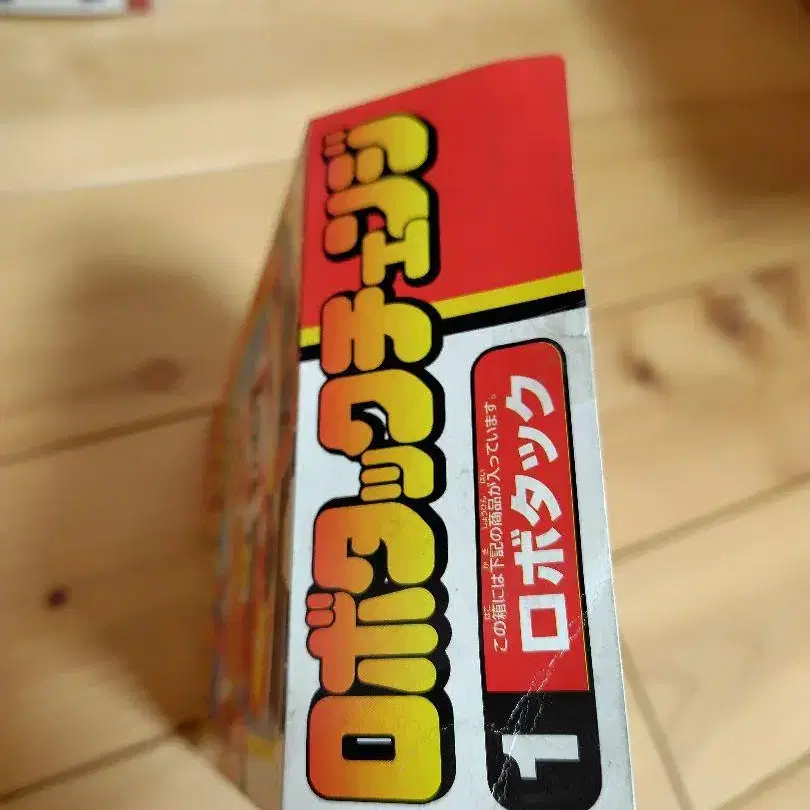 ロボタックチェンジ
この箱には下記の商品が入っています。
1 ロボタック